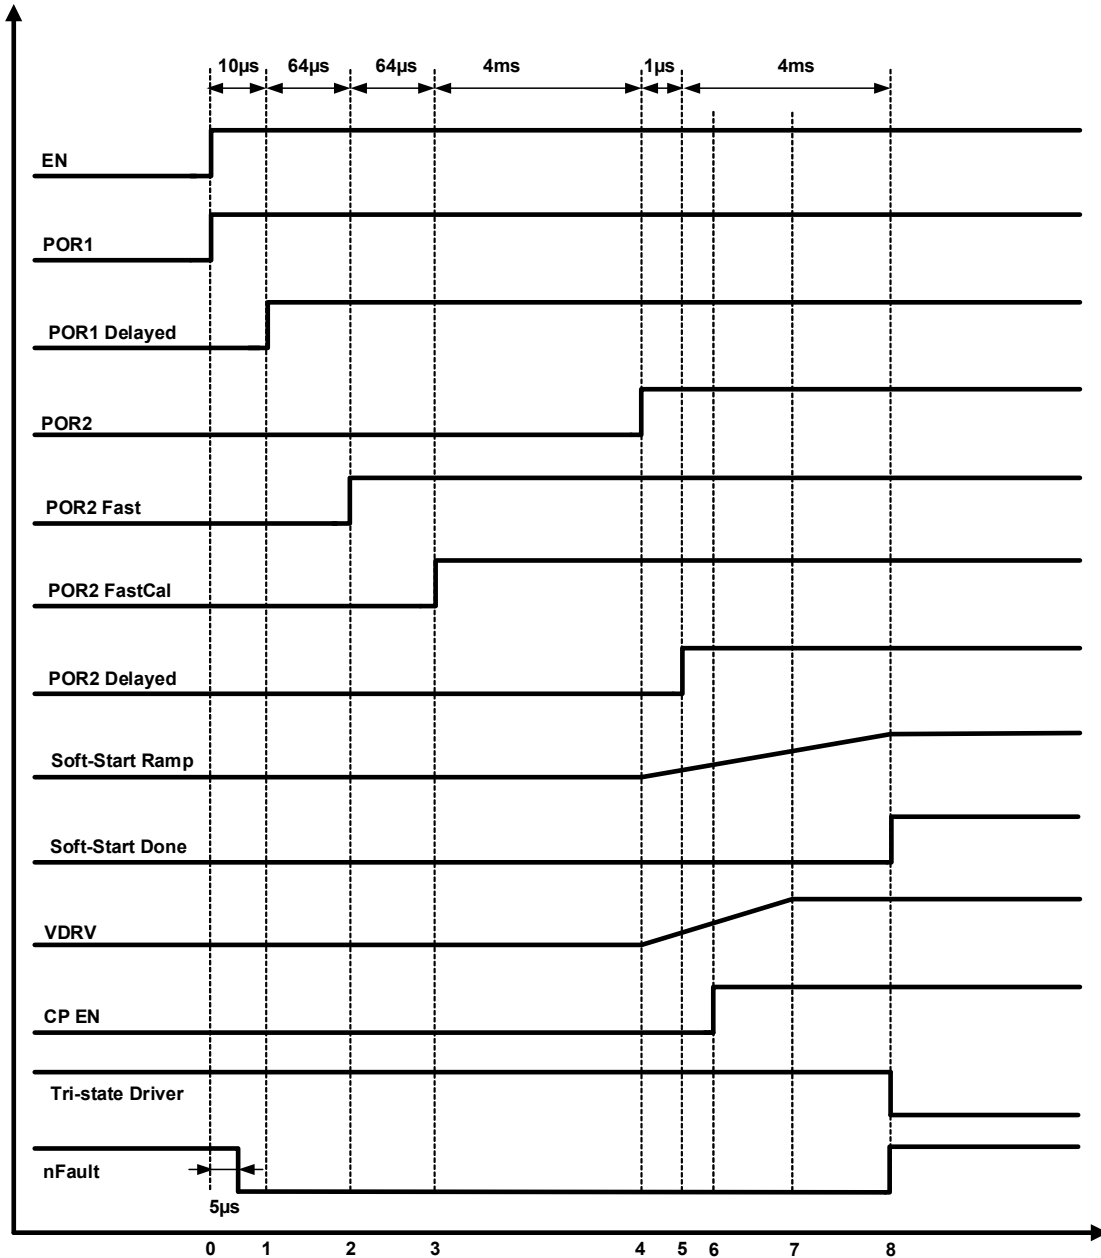 10µs 64µs 64µs 4ms 1µs 4ms
EN
POR1
POR1 Delayed
POR2
POR2 Fast
POR2 FastCal
POR2 Delayed
Soft-Start Ramp
Soft-Start Done
VDRV
CP EN
Tri-state Driver
nFault
5µs
0 1 2 3 4 5 6 7 8